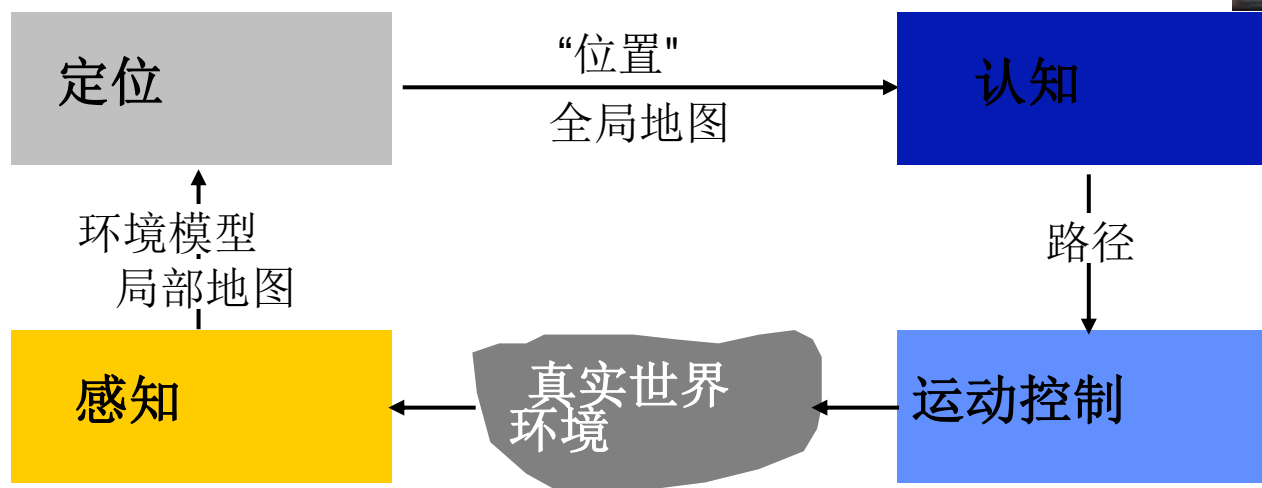 定位
“位置"
全局地图
认知
环境模型
局部地图
路径
感知
真实世界
环境
运动控制